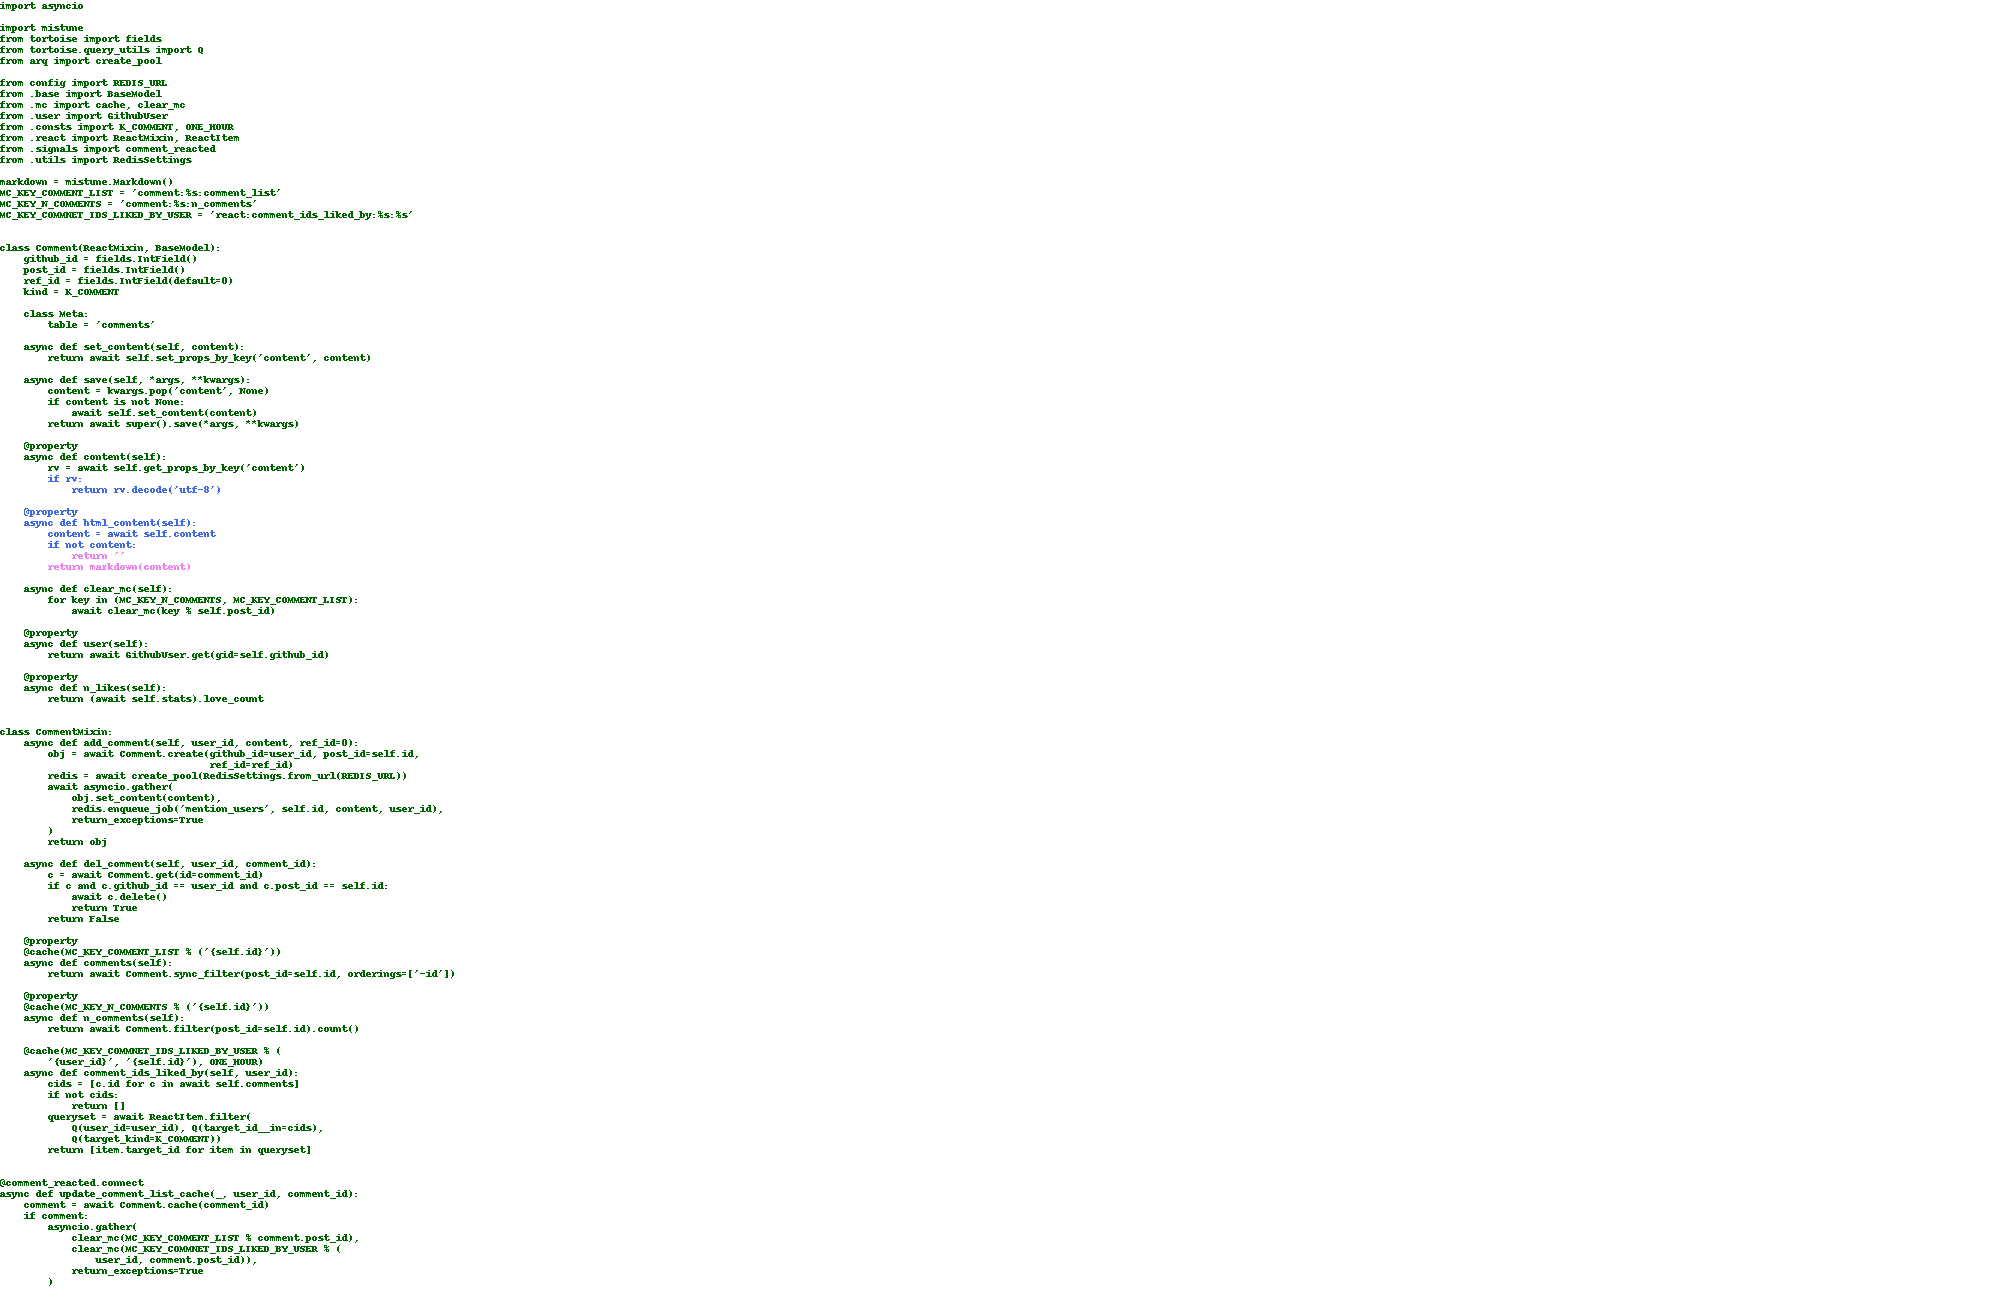 import asyncio

import mistune
from tortoise import fields
from tortoise.query_utils import Q
from arq import create_pool

from config import REDIS_URL
from .base import BaseModel
from .mc import cache, clear_mc
from .user import GithubUser
from .consts import K_COMMENT, ONE_HOUR
from .react import ReactMixin, ReactItem
from .signals import comment_reacted
from .utils import RedisSettings

markdown = mistune.Markdown()
MC_KEY_COMMENT_LIST = 'comment:%s:comment_list'
MC_KEY_N_COMMENTS = 'comment:%s:n_comments'
MC_KEY_COMMNET_IDS_LIKED_BY_USER = 'react:comment_ids_liked_by:%s:%s'


class Comment(ReactMixin, BaseModel):
    github_id = fields.IntField()
    post_id = fields.IntField()
    ref_id = fields.IntField(default=0)
    kind = K_COMMENT

    class Meta:
        table = 'comments'

    async def set_content(self, content):
        return await self.set_props_by_key('content', content)

    async def save(self, *args, **kwargs):
        content = kwargs.pop('content', None)
        if content is not None:
            await self.set_content(content)
        return await super().save(*args, **kwargs)

    @property
    async def content(self):
        rv = await self.get_props_by_key('content')
        if rv:
            return rv.decode('utf-8')

    @property
    async def html_content(self):
        content = await self.content
        if not content:
            return ''
        return markdown(content)

    async def clear_mc(self):
        for key in (MC_KEY_N_COMMENTS, MC_KEY_COMMENT_LIST):
            await clear_mc(key % self.post_id)

    @property
    async def user(self):
        return await GithubUser.get(gid=self.github_id)

    @property
    async def n_likes(self):
        return (await self.stats).love_count


class CommentMixin:
    async def add_comment(self, user_id, content, ref_id=0):
        obj = await Comment.create(github_id=user_id, post_id=self.id,
                                   ref_id=ref_id)
        redis = await create_pool(RedisSettings.from_url(REDIS_URL))
        await asyncio.gather(
            obj.set_content(content),
            redis.enqueue_job('mention_users', self.id, content, user_id),
            return_exceptions=True
        )
        return obj

    async def del_comment(self, user_id, comment_id):
        c = await Comment.get(id=comment_id)
        if c and c.github_id == user_id and c.post_id == self.id:
            await c.delete()
            return True
        return False

    @property
    @cache(MC_KEY_COMMENT_LIST % ('{self.id}'))
    async def comments(self):
        return await Comment.sync_filter(post_id=self.id, orderings=['-id'])

    @property
    @cache(MC_KEY_N_COMMENTS % ('{self.id}'))
    async def n_comments(self):
        return await Comment.filter(post_id=self.id).count()

    @cache(MC_KEY_COMMNET_IDS_LIKED_BY_USER % (
        '{user_id}', '{self.id}'), ONE_HOUR)
    async def comment_ids_liked_by(self, user_id):
        cids = [c.id for c in await self.comments]
        if not cids:
            return []
        queryset = await ReactItem.filter(
            Q(user_id=user_id), Q(target_id__in=cids),
            Q(target_kind=K_COMMENT))
        return [item.target_id for item in queryset]


@comment_reacted.connect
async def update_comment_list_cache(_, user_id, comment_id):
    comment = await Comment.cache(comment_id)
    if comment:
        asyncio.gather(
            clear_mc(MC_KEY_COMMENT_LIST % comment.post_id),
            clear_mc(MC_KEY_COMMNET_IDS_LIKED_BY_USER % (
                user_id, comment.post_id)),
            return_exceptions=True
        )